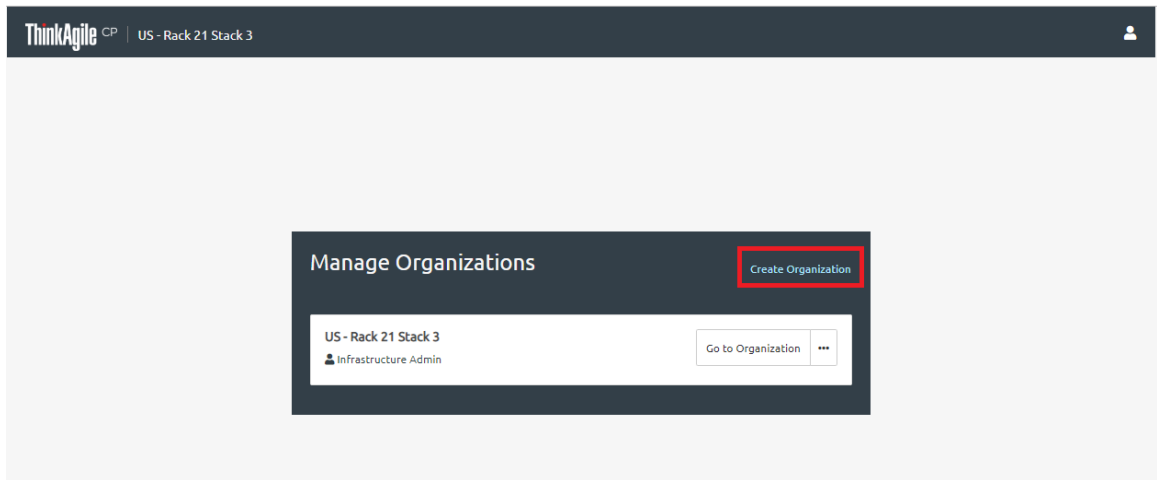 ThinkAgile CP US - Rack 21 Stack 3
Manage Organizations
Create Organization
US - Rack 21 Stack 3
Go to Organization
Infrastructure Admin